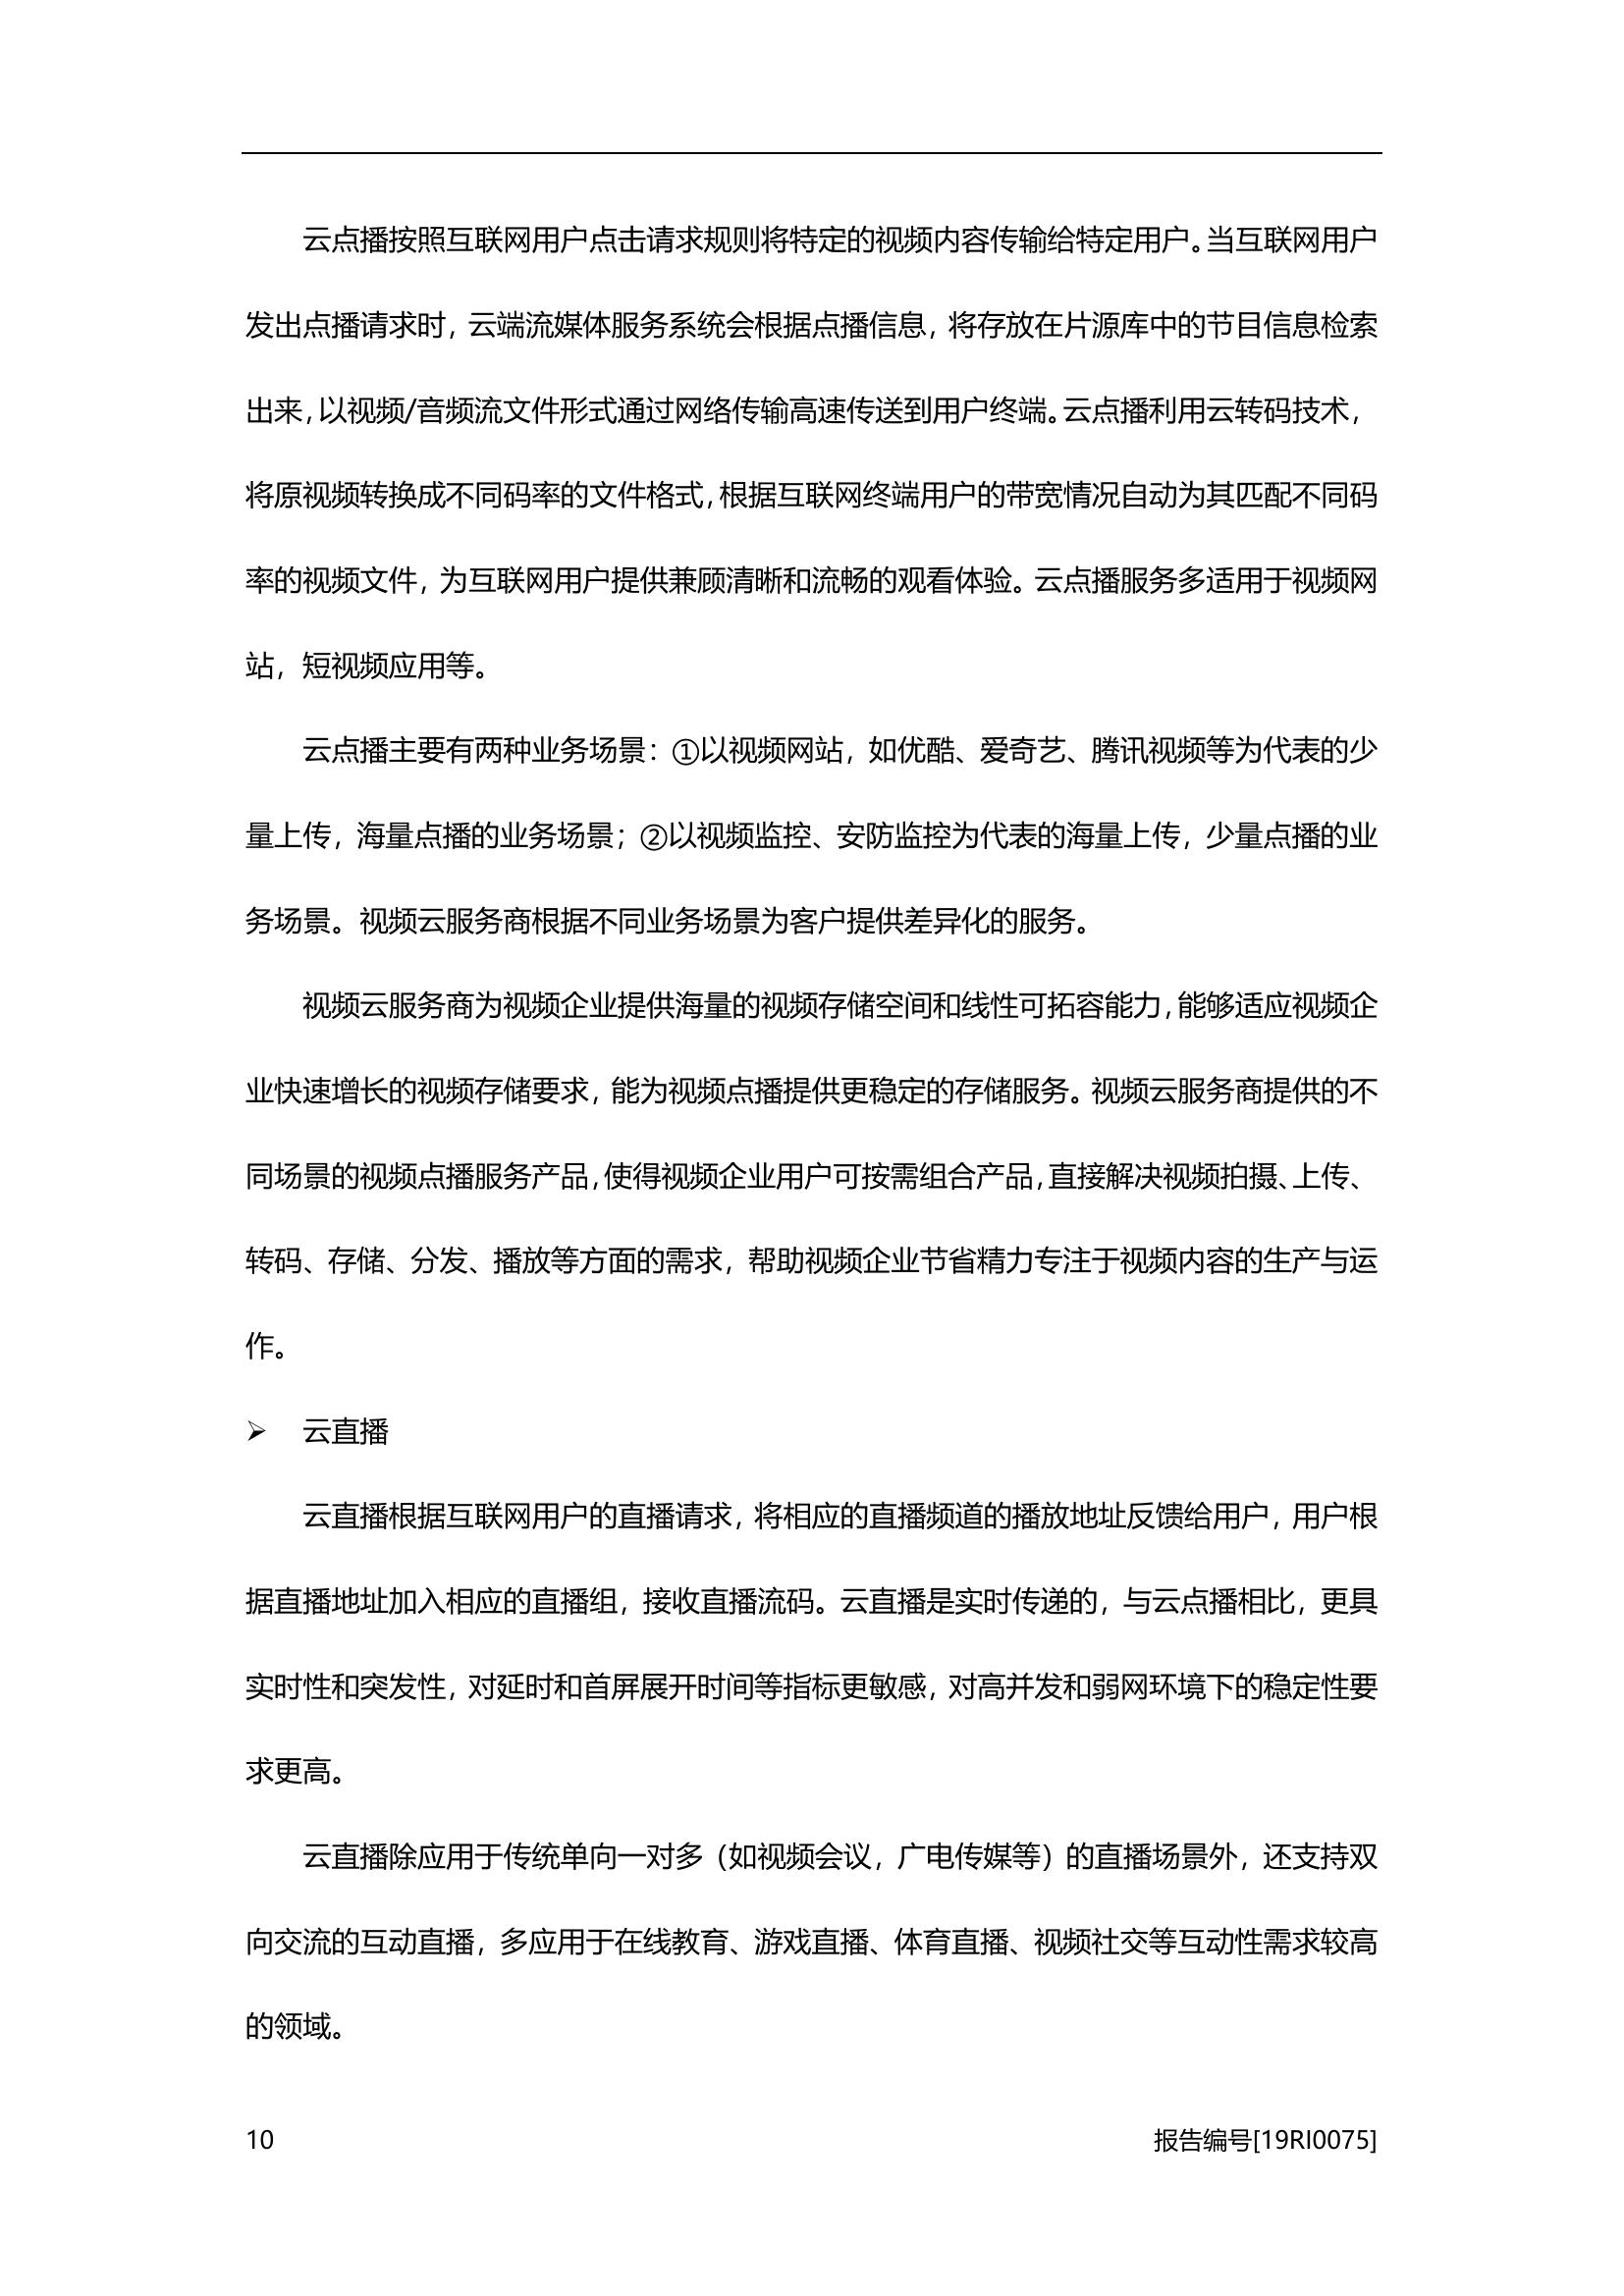 云点播按照互联网用户点击请求规则将特定的视频内容传输给特定用户。当互联网用户
发出点播请求时，云端流媒体服务系统会根据点播信息，将存放在片源库中的节目信息检索
出来，以视频/音频流文件形式通过网络传输高速传送到用户终端。云点播利用云转码技术，
将原视频转换成不同码率的文件格式，根据互联网终端用户的带宽情况自动为其匹配不同码
率的视频文件，为互联网用户提供兼顾清晰和流畅的观看体验。云点播服务多适用于视频网
站，短视频应用等。
云点播主要有两种业务场景：①以视频网站，如优酷、爱奇艺、腾讯视频等为代表的少
量上传，海量点播的业务场景；②以视频监控、安防监控为代表的海量上传，少量点播的业
务场景。视频云服务商根据不同业务场景为客户提供差异化的服务。
视频云服务商为视频企业提供海量的视频存储空间和线性可拓容能力，能够适应视频企
业快速增长的视频存储要求，能为视频点播提供更稳定的存储服务。视频云服务商提供的不
同场景的视频点播服务产品，使得视频企业用户可按需组合产品，直接解决视频拍摄、上传、
转码、存储、分发、播放等方面的需求，帮助视频企业节省精力专注于视频内容的生产与运
作。
➢ 云直播
云直播根据互联网用户的直播请求，将相应的直播频道的播放地址反馈给用户，用户根
据直播地址加入相应的直播组，接收直播流码。云直播是实时传递的，与云点播相比，更具
实时性和突发性，对延时和首屏展开时间等指标更敏感，对高并发和弱网环境下的稳定性要
求更高。
云直播除应用于传统单向一对多（如视频会议，广电传媒等）的直播场景外，还支持双
向交流的互动直播，多应用于在线教育、游戏直播、体育直播、视频社交等互动性需求较高
的领域。
10 报告编号[19RI0075]